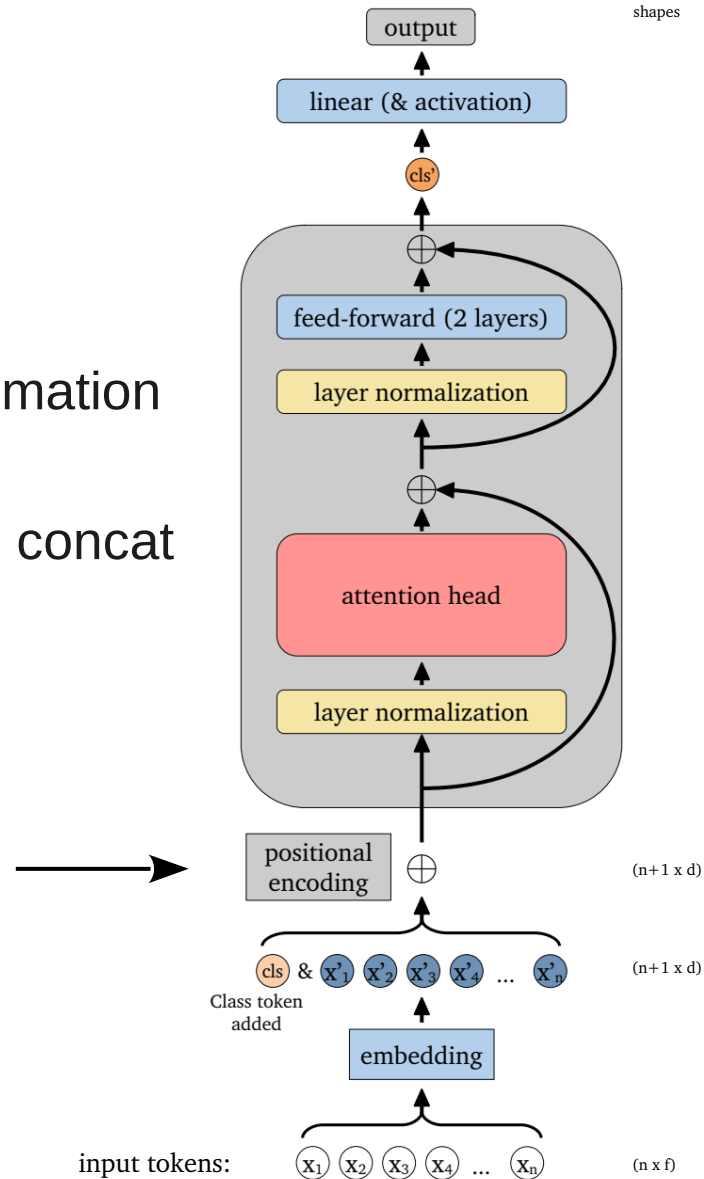 shapes
output
linear (& activation)
cls'
feed-forward (2 layers)
mation
layer normalization
concat
attention head
layer normalization
positional
encoding
(n+1 x d)
cls & x'1 x'2 x'3 x'4 ... x'n
(n+1 x d)
Class token
added
embedding
input tokens: x1 x2 x3 x4 ... xn
(n x f)